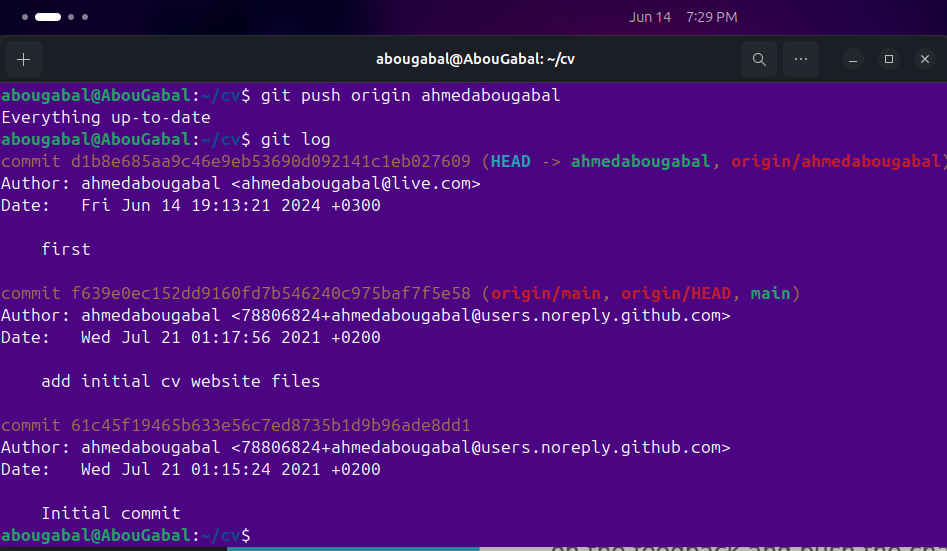 Jun 14 7:29 PM
abougabal@AbouGabal: ~/cv
abougabal@AbouGabal:~/cv$ git push origin ahmedabougabal
Everything up-to-date
abougabal@AbouGabal:~/cv$ git log
commit d1b8e685aa9c46e9eb53690d092141c1eb027609 (HEAD -> ahmedabougabal, origin/ahmedabougabal)
Author: ahmedabougabal <ahmedabougabal@live.com>
Date:   Fri Jun 14 19:13:21 2024 +0300
    first
commit f639e0ec152dd9160fd7b546240c975baf7f5e58 (origin/main, origin/HEAD, main)
Author: ahmedabougabal <78806824+ahmedabougabal@users.noreply.github.com>
Date:   Wed Jul 21 01:17:56 2021 +0200
    add initial cv website files
commit 61c45f19465b633e56c7ed8735b1d9b96ade8dd1
Author: ahmedabougabal <78806824+ahmedabougabal@users.noreply.github.com>
Date:   Wed Jul 21 01:15:24 2021 +0200
    Initial commit
abougabal@AbouGabal:~/cv$